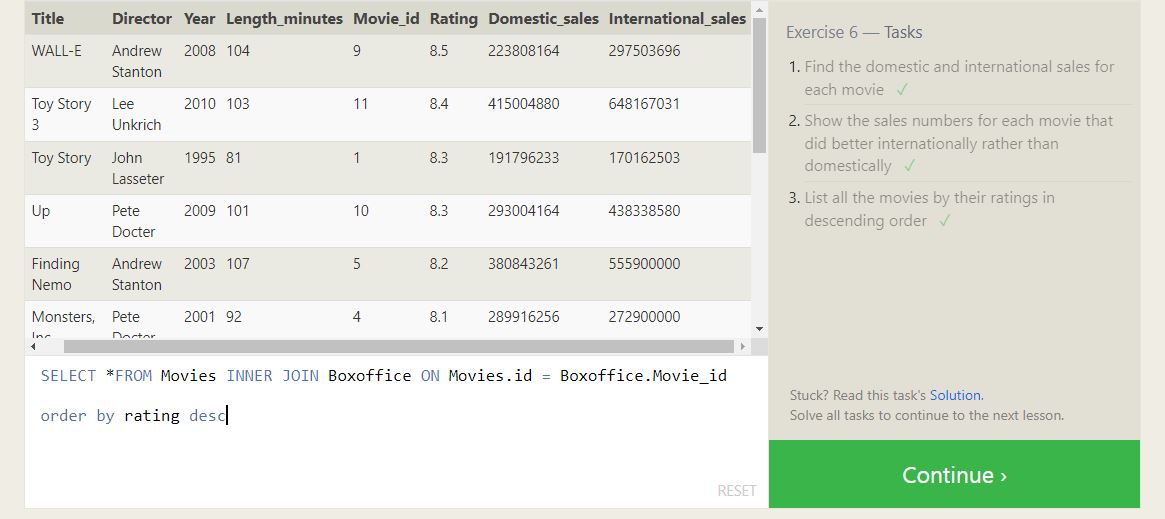 Title Director Year Length_minutes Movie_id Rating Domestic_sales International_sales
WALL-E Andrew 2008 104 9 8.5 223808164 297503696
Stanton
Toy Story Lee 2010 103 11 8.4 415004880 648167031
3 Unkrich
Toy Story John 1995 81 1 8.3 191796233 170162503
Lasseter
Up Pete 2009 101 10 8.3 293004164 438338580
Docter
Finding Andrew 2003 107 5 8.2 380843261 555900000
Nemo Stanton
Monsters, Pete 2001 92 4 8.1 289916256 272900000
Inc. Docter
SELECT *FROM Movies INNER JOIN Boxoffice ON Movies.id = Boxoffice.Movie_id
order by rating desc
RESET
Exercise 6 — Tasks
1. Find the domestic and international sales for
each movie ✓
2. Show the sales numbers for each movie that
did better internationally rather than
domestically ✓
3. List all the movies by their ratings in
descending order ✓
Stuck? Read this task's Solution.
Solve all tasks to continue to the next lesson.
Continue ›